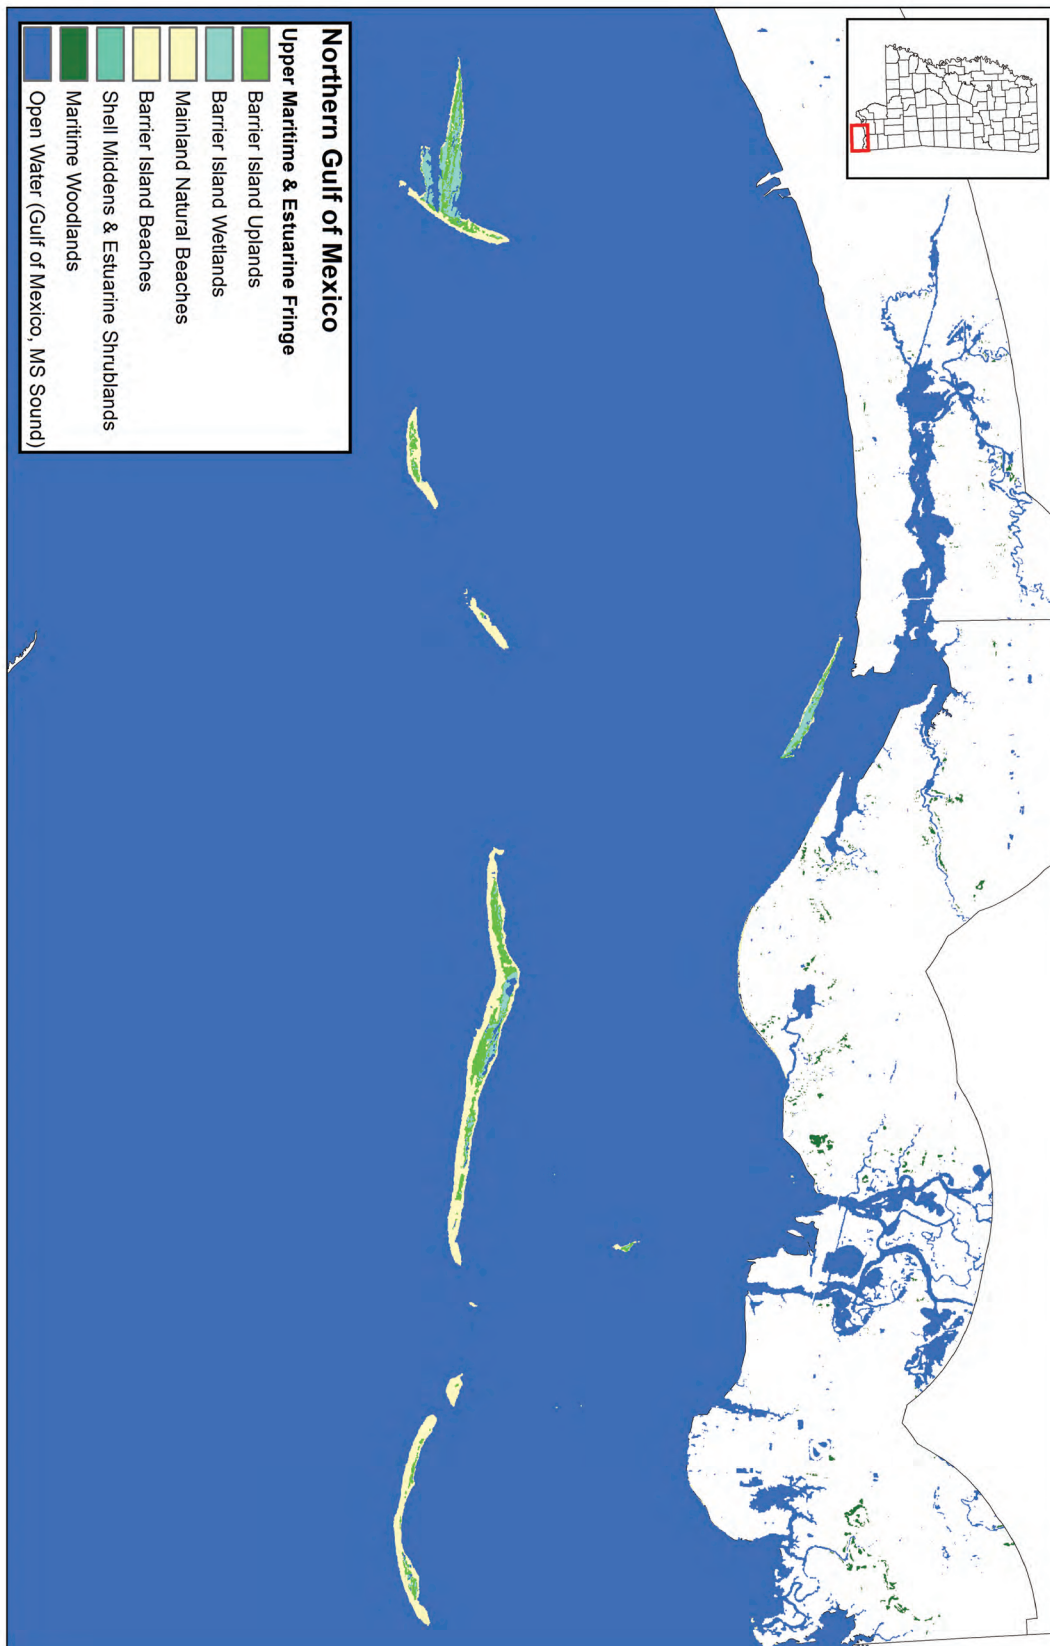 Northern Gulf of Mexico
Upper Maritime & Estuarine Fringe
Barrier Island Uplands
Barrier Island Wetlands
Mainland Natural Beaches
Barrier Island Beaches
Shell Middens & Estuarine Shrublands
Maritime Woodlands
Open Water (Gulf of Mexico, MS Sound)